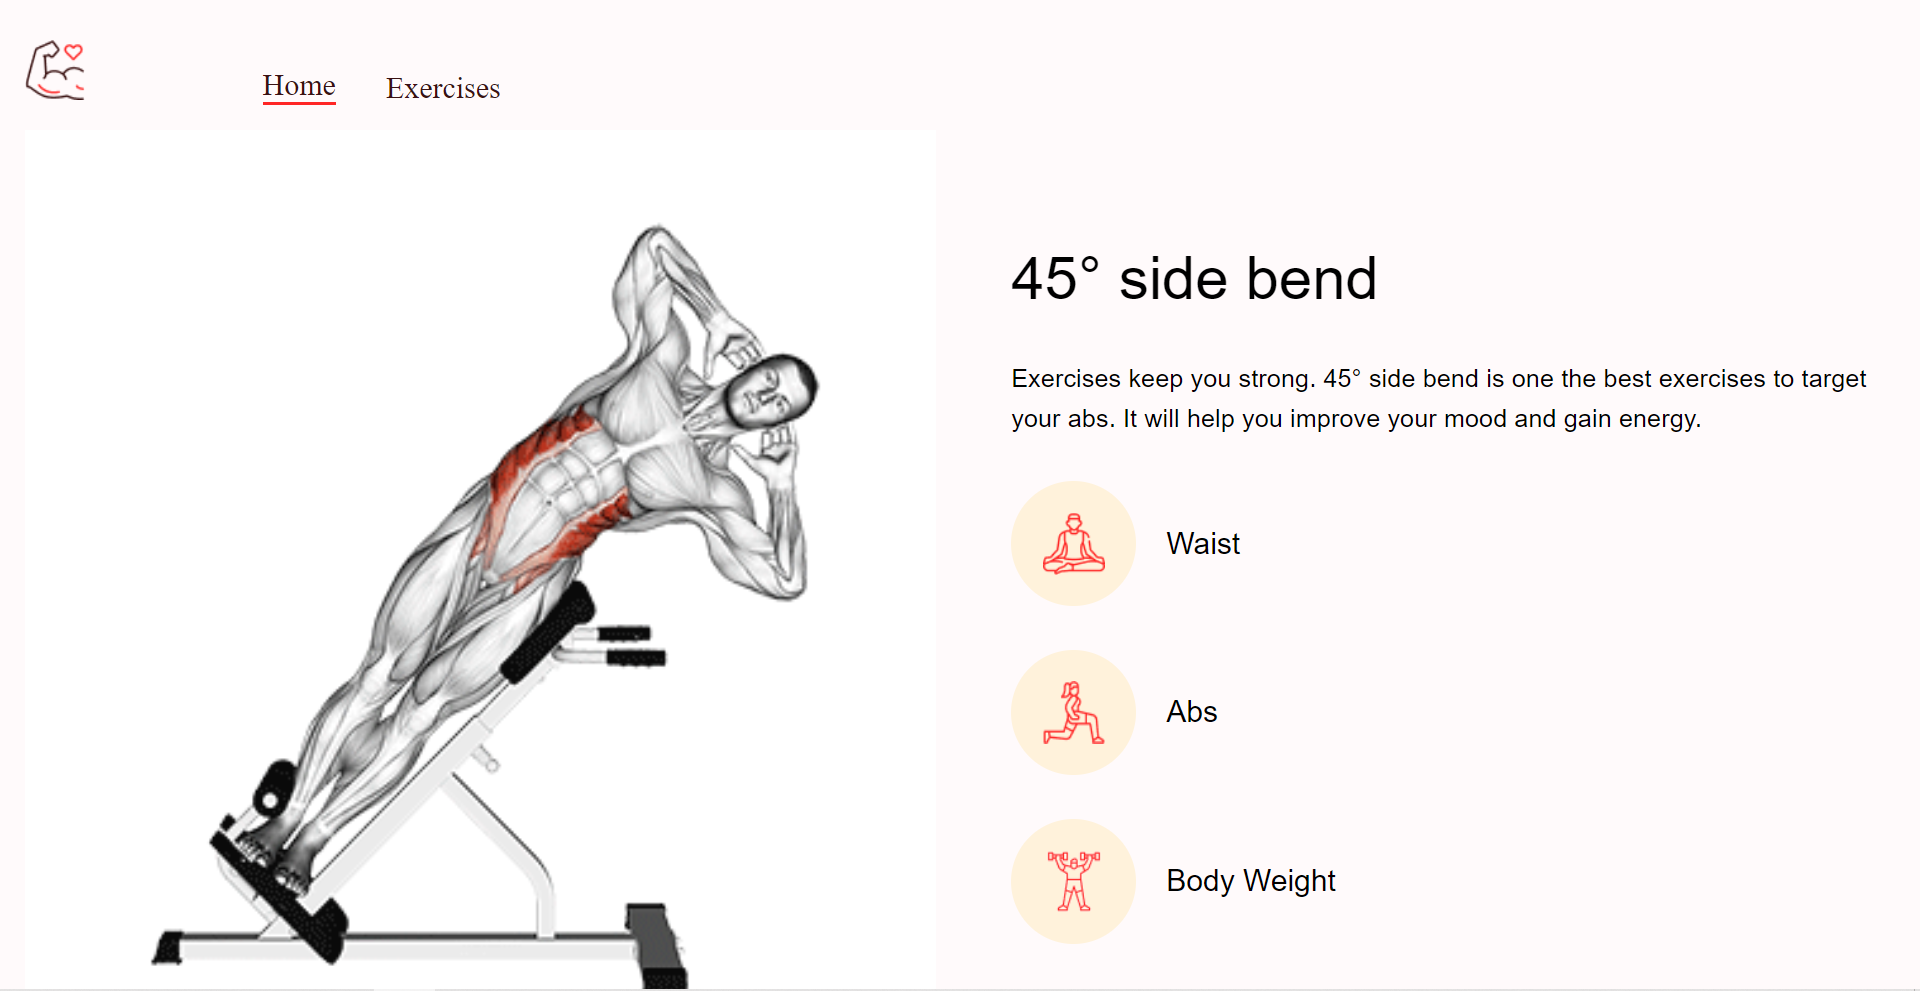 Home
Exercises
45° side bend
Exercises keep you strong. 45° side bend is one the best exercises to target
your abs. It will help you improve your mood and gain energy.
Waist
Abs
Body Weight